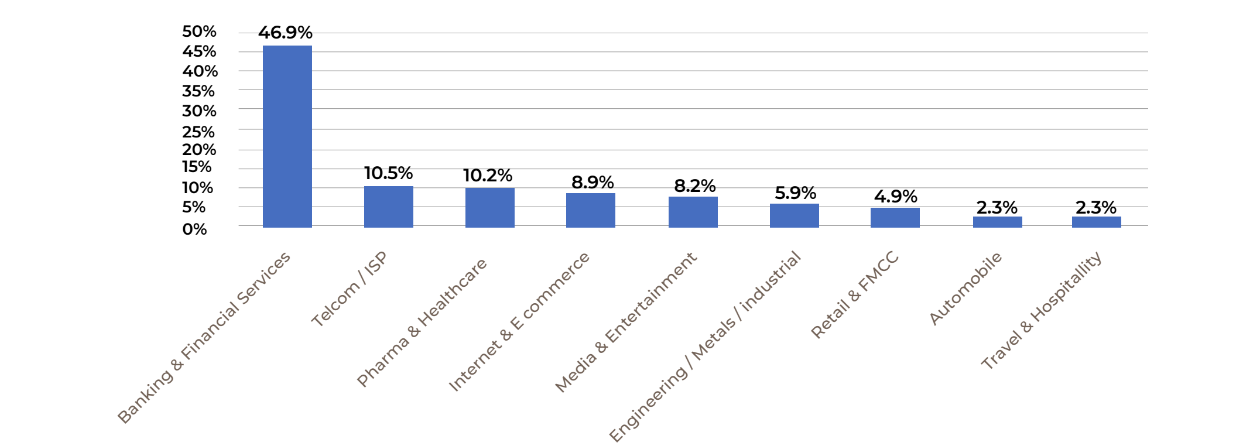 50%
45%
40%
35%
30%
25%
20%
15%
10%
5%
0%
46.9%
10.5%
10.2%
8.9%
8.2%
5.9%
4.9%
2.3%
2.3%
Banking & Financial Services
Telcom / ISP
Pharma & Healthcare
Internet & E commerce
Media & Entertainment
Engineering / Metals / industrial
Retail & FMCC
Automobile
Travel & Hospitallity